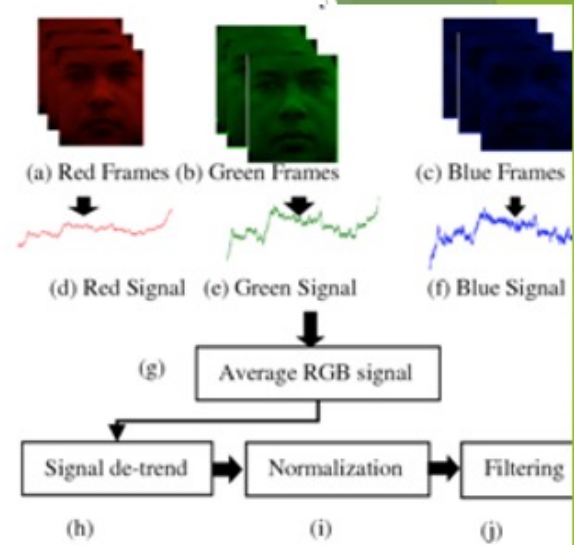 (a) Red Frames (b) Green Frames (c) Blue Frames
(d) Red Signal (e) Green Signal (f) Blue Signal
(g) Average RGB signal
Signal de-trend Normalization Filtering
(h) (i) (j)